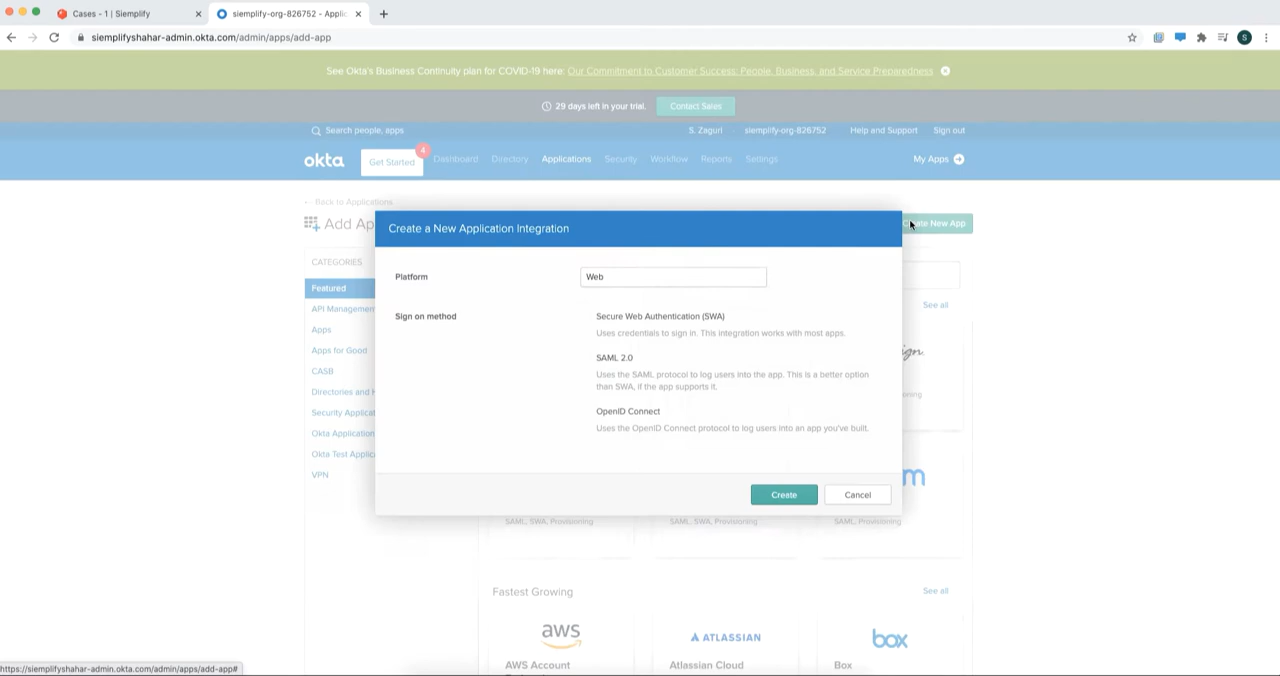 Cases - 1 | Siemplify
siemplify-org-826752 - Applic
siemplifyshahar-admin.okta.com/admin/apps/add-app
S
See Okta's Business Continuity plan for COVID-19 here: Our Commitment to Customer Success: People, Business, and Service Preparedness
29 days left in your trial.
Contact Sales
Search people, apps
S. Zaguri
siemplify-org-826752
Help and Support
Sign out
okta
Get Started
4
Dashboard
Directory
Applications
Security
Workflow
Reports
Settings
My Apps
← Back to Applications
Add Ap
Create New App
Create a New Application Integration
CATEGORIES
Featured
API Management
Apps
Apps for Good
CASB
Directories and H
Security Applicat
Okta Application
Okta Test Applic
VPN
See all
Platform
Web
Sign on method
Secure Web Authentication (SWA)
Uses credentials to sign in. This integration works with most apps.
SAML 2.0
Uses the SAML protocol to log users into the app. This is a better option
than SWA, if the app supports it.
OpenID Connect
Uses the OpenID Connect protocol to log users into an app you've built.
Create
Cancel
ign.
oning
m
SAML, SWA, Provisioning
SAML, SWA, Provisioning
SAML, Provisioning
Fastest Growing
See all
aws
ATLASSIAN
box
AWS Account
Atlassian Cloud
Box
https://siemplifyshahar-admin.okta.com/admin/apps/add-app#